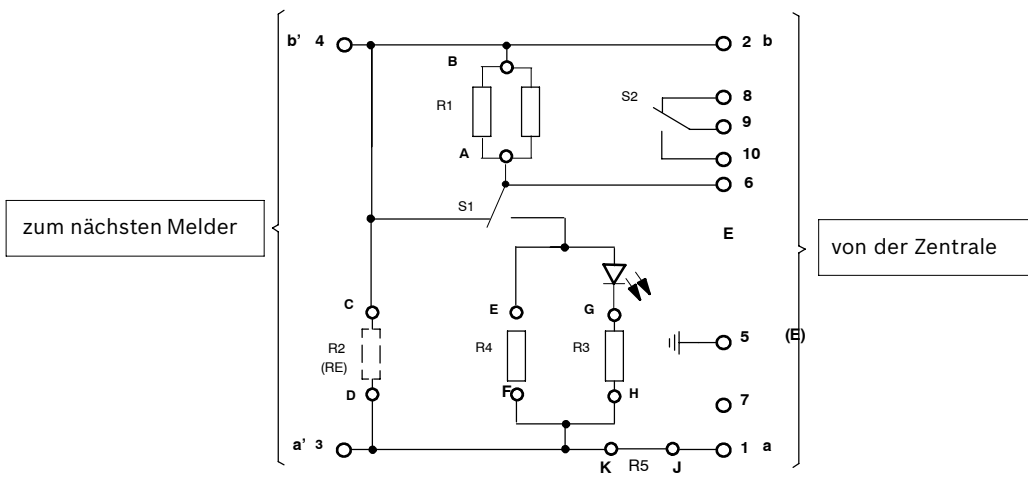 b' 4
2 b
B
R1
S2
8
9
10
A
6
S1
zum nächsten Melder
E
von der Zentrale
C
E
G
R2
(RE)
R4
R3
5 (E)
D
F
H
7
a' 3
1 a
K R5 J